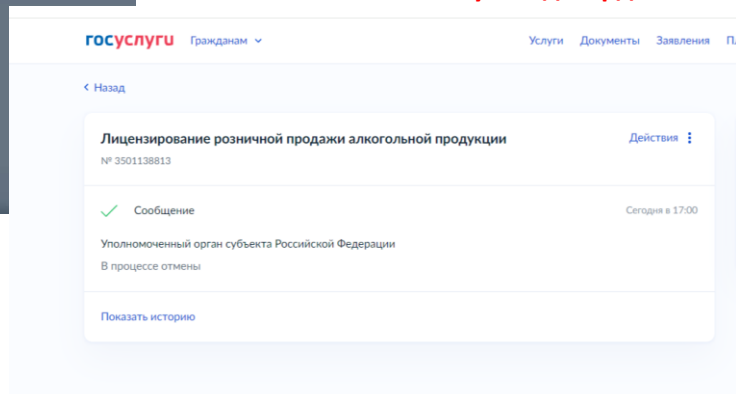 госуслуги Гражданам Услуги Документы Заявления
Назад
Лицензирование розничной продажи алкогольной продукции Действия
№ 3501138813
Сообщение Сегодня в 17:00
Уполномоченный орган субъекта Российской Федерации
В процессе отмены
Показать историю